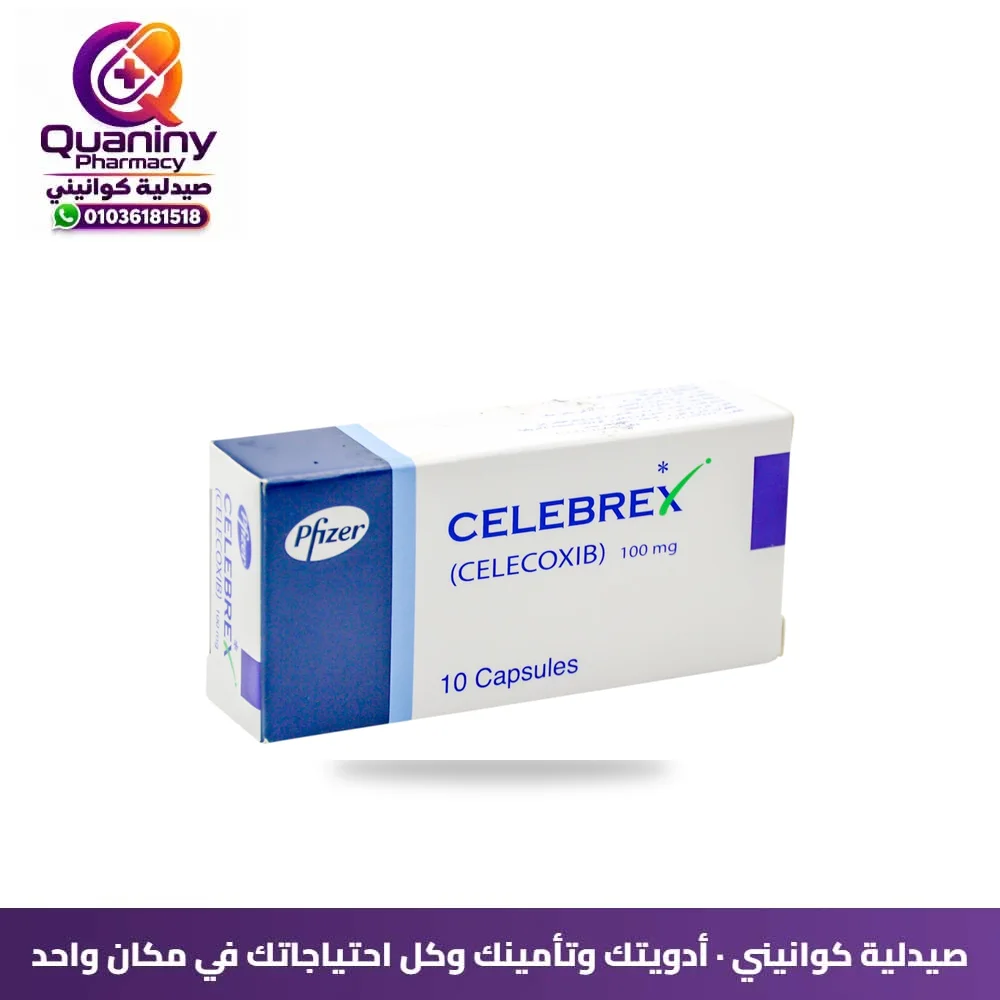 Quaniny
Pharmacy
صيدلية كوانيني
01036181518
CELEBREX*
(CELECOXIB) 100 mg
10 Capsules
Pfizer
Pfizer
CELEBREX*
(CELECOXIB) 100 mg
صيدلية كوانيني • أدويتك وتأمينك وكل احتياجاتك في مكان واحد